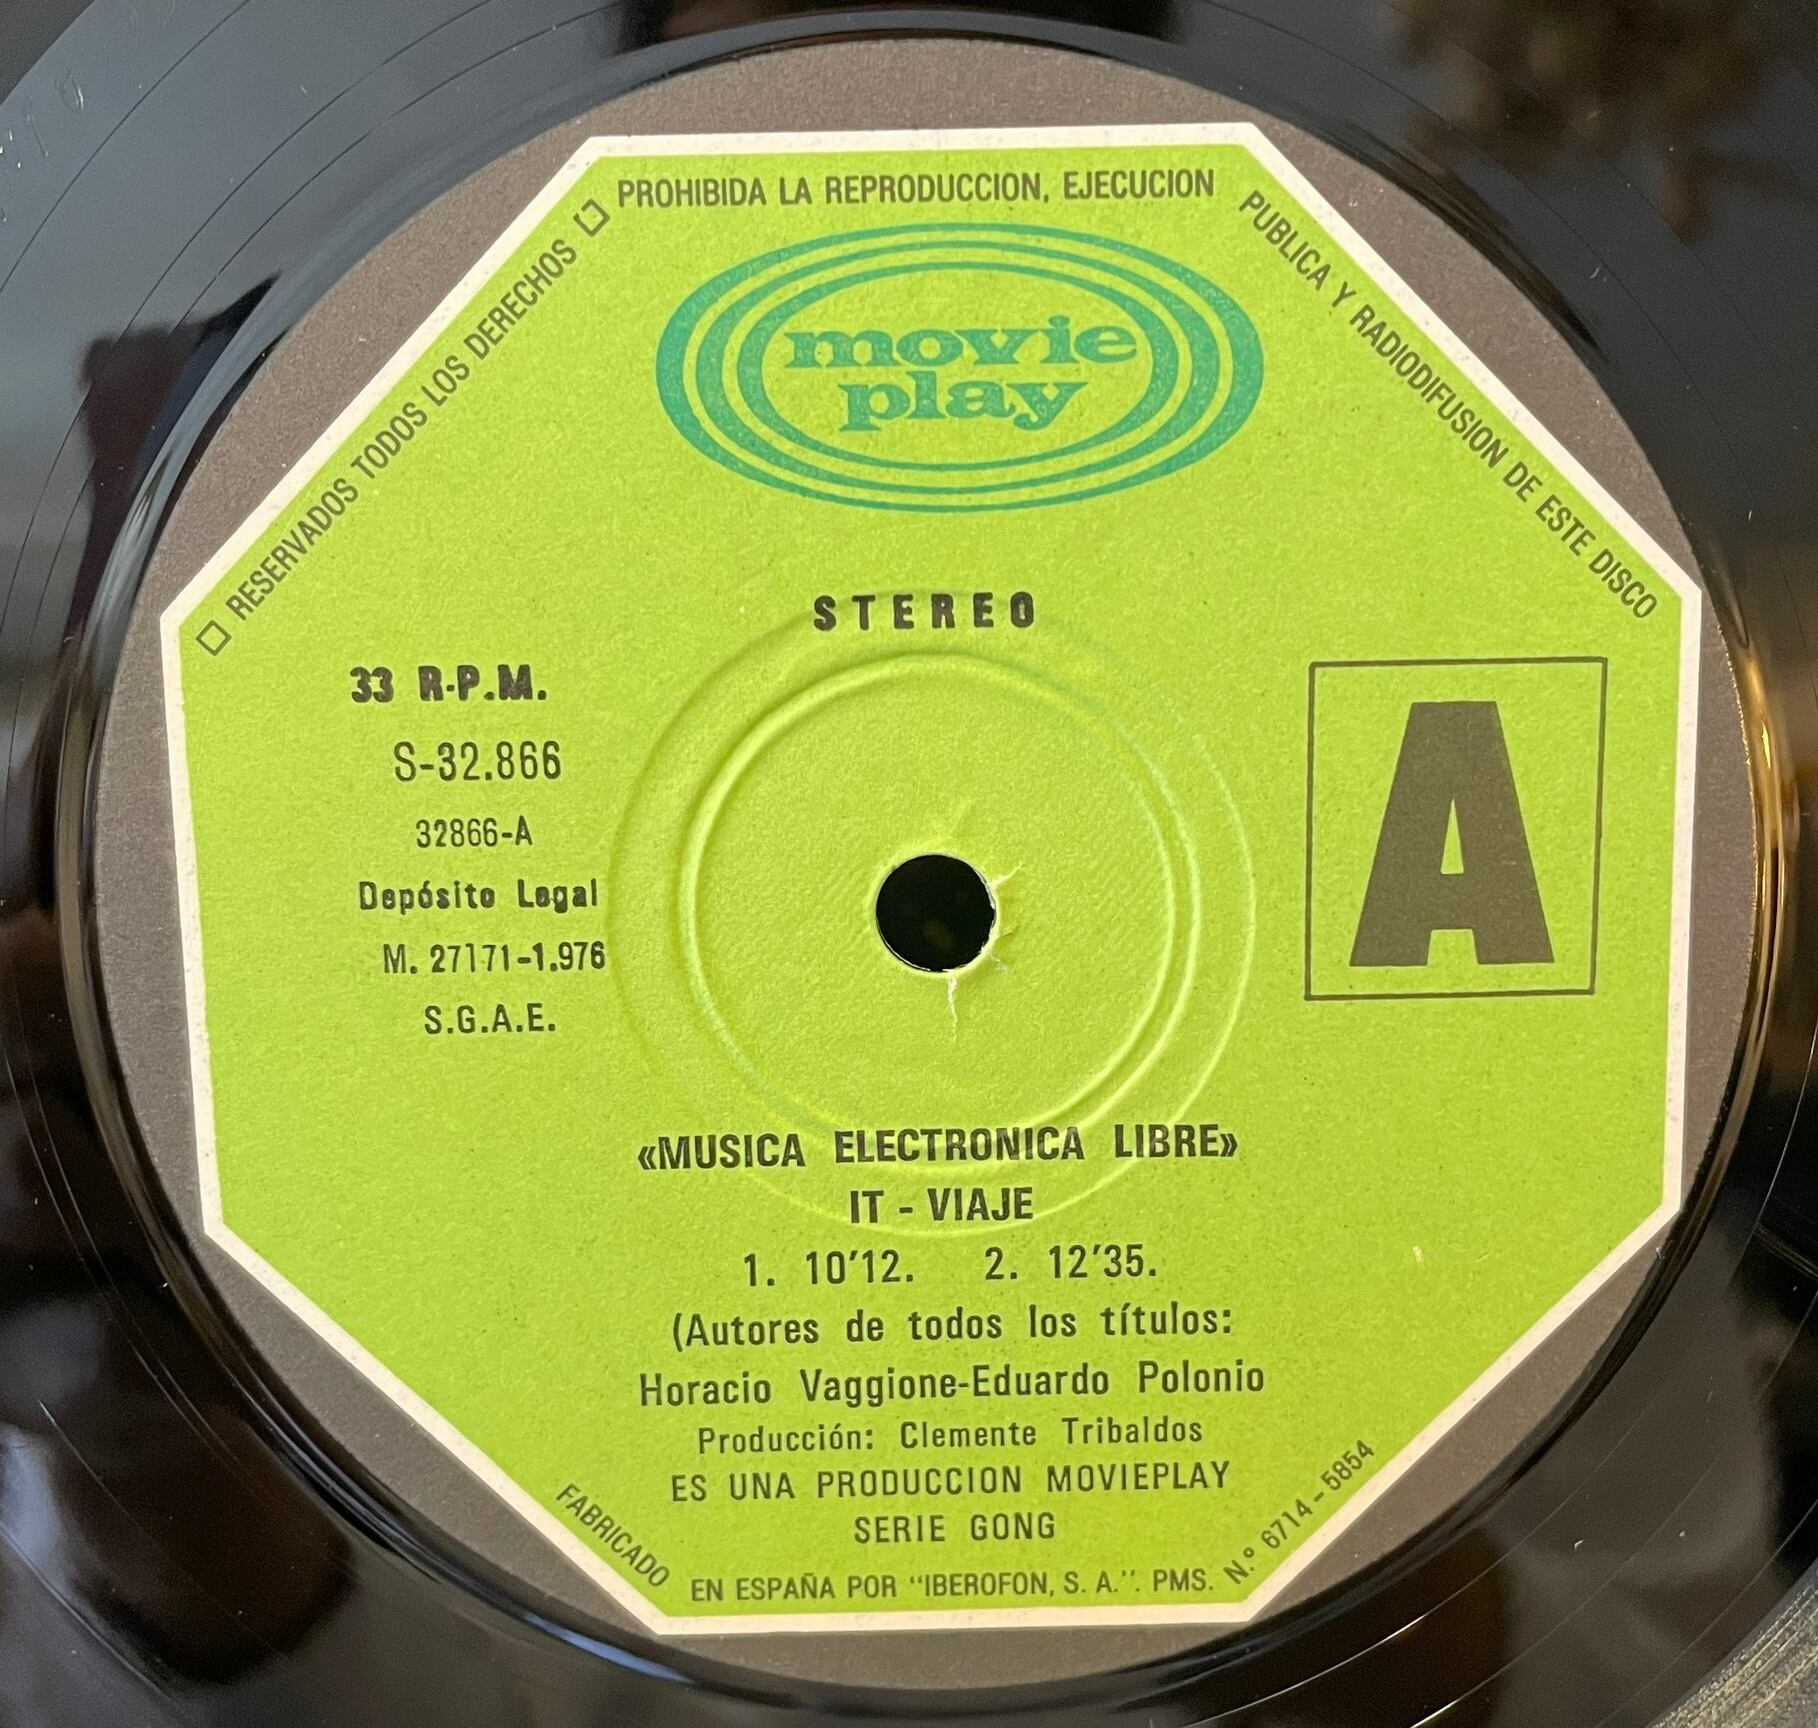 RESERVADOS TODOS LOS DERECHOS
PROHIBIDA LA REPRODUCCION, EJECUCION
PUBLICA Y RADIODIFUSION DE ESTE DISCO
movie
play
STEREO
33 R.P.M.
S-32.866
32866-A
Depósito Legal
M. 27171-1.976
S.G.A.E.
A
«MUSICA ELECTRONICA LIBRE»
IT - VIAJE
1. 10'12. 2. 12'35.
(Autores de todos los títulos:
Horacio Vaggione-Eduardo Polonio
Producción: Clemente Tribaldos
ES UNA PRODUCCION MOVIEPLAY
SERIE GONG
FABRICADO
EN ESPAÑA POR "IBEROFON, S. A.". PMS.
N.º 6714-5854